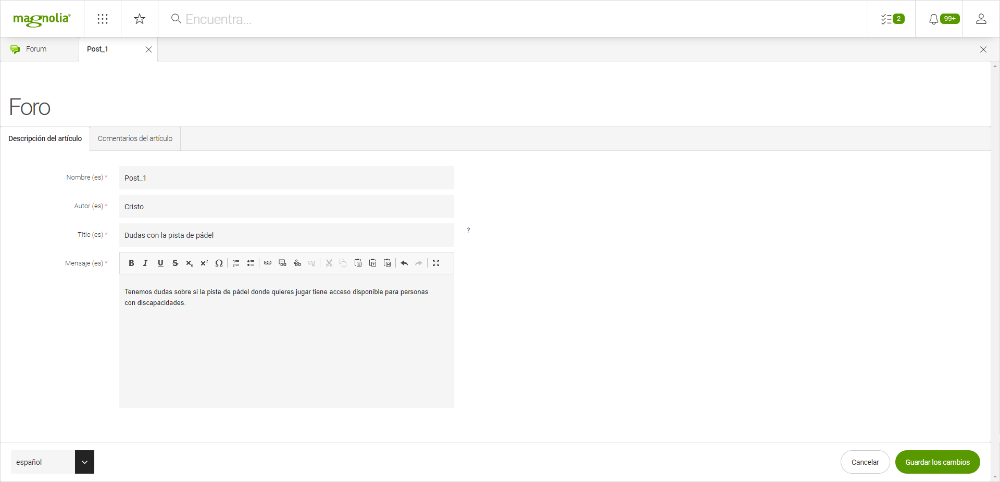 magnolia®
Encuentra...
2
99+
Forum
Post_1
Foro
Descripción del artículo
Comentarios del artículo
Nombre (es) *
Post_1
Autor (es) *
Cristo
Title (es) *
Dudas con la pista de pádel
?
Mensaje (es) *
Tenemos dudas sobre si la pista de pádel donde quieres jugar tiene acceso disponible para personas
con discapacidades.
español
Cancelar
Guardar los cambios